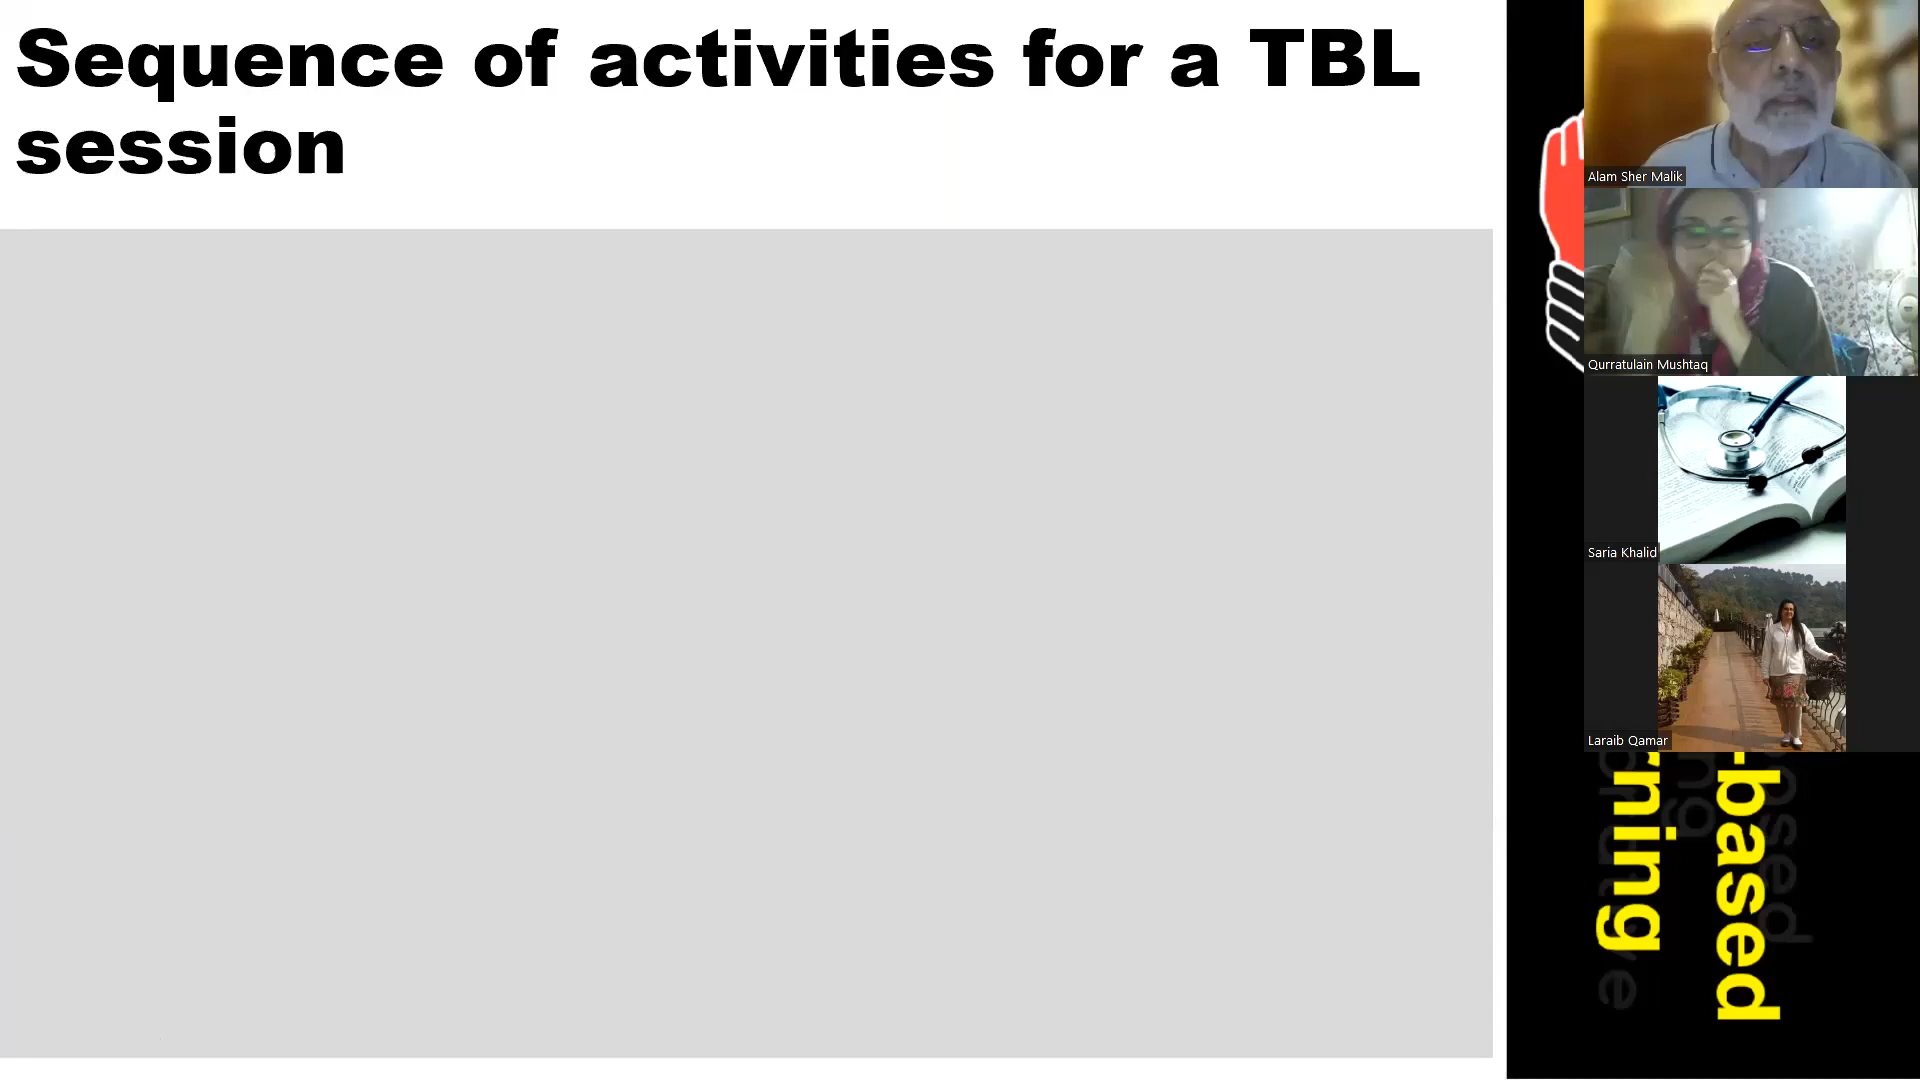 Sequence of activities for a TBL
session
Alam Sher Malik
Qurratulain Mushtaq
Saria Khalid
Laraib Qamar
-based
rning